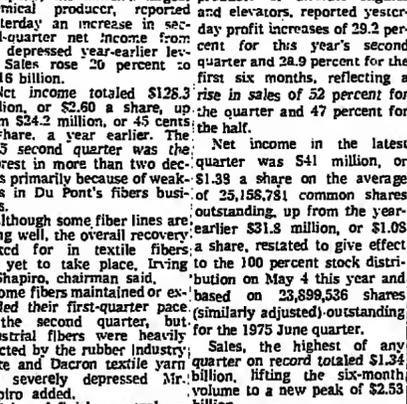 mical producer, reported
terday an increase in sec-
l-quarter net income from
depressed year-earlier lev-
Sales rose 20 percent to
16 billion.
Net income totaled $128.3
lion, or $2.60 a share, up
m $24.2 million, or 45 cents
hare, a year earlier. The
5 second quarter was the
rest in more than two dec-
s primarily because of weak-
s in Du Pont's fibers busi-
s.
lthough some fiber lines are
ng well, the overall recovery
ted for in textile fibers
yet to take place, Irving
Shapiro, chairman said.
ome fibers maintained or ex-
ded their first-quarter pace
the second quarter, but
ustrial fibers were heavily
cted by the rubber industry
te and Dacron textile yarn
severely depressed Mr.
piro added.
and elevators, reported yester-
day profit increases of 29.2 per-
cent for this year's second
quarter and 28.9 percent for the
first six months, reflecting a
rise in sales of 52 percent for
the quarter and 47 percent for
the half.
Net income in the latest
quarter was $41 million, or
$1.38 a share on the average
of 25,158,781 common shares
outstanding, up from the year-
earlier $31.8 million, or $1.08
a share, restated to give effect
to the 100 percent stock distri-
bution on May 4 this year and
based on 23,899,536 shares
(similarly adjusted) outstanding
for the 1975 June quarter.
Sales, the highest of any
quarter on record totaled $1.34
billion, lifting the six-month
volume to a new peak of $2.53